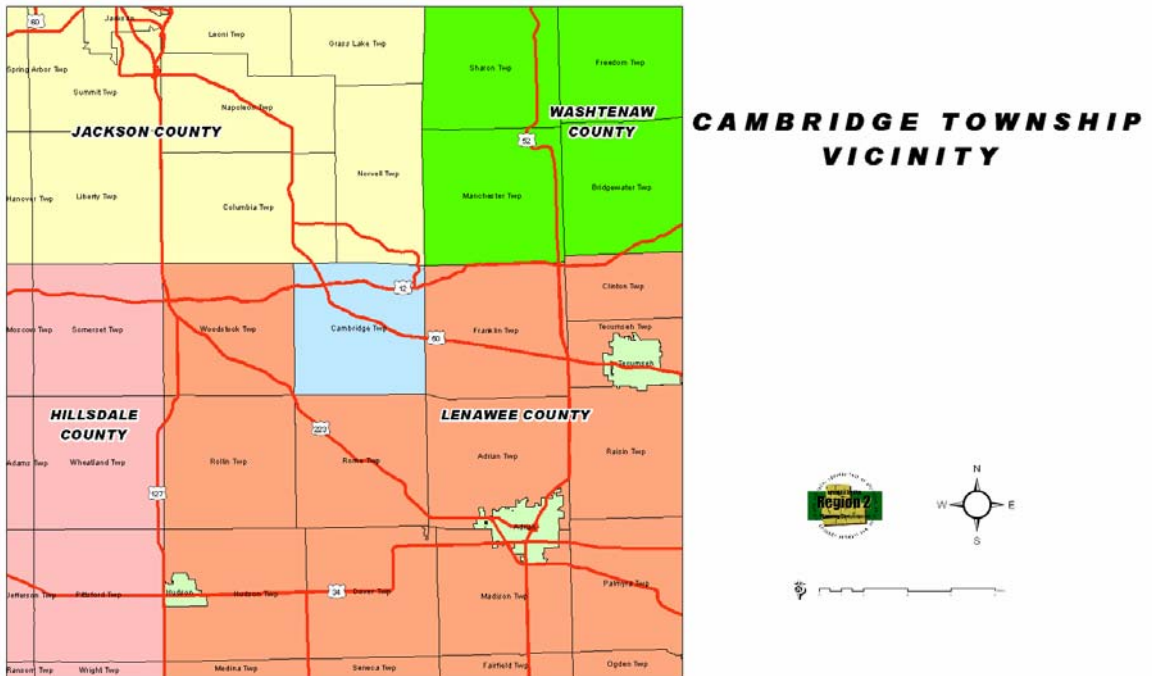 Jackson
60
Leoni Twp
Grass Lake Twp
Spring Arbor Twp
Summit Twp
Napoleon Twp
Sharon Twp
Freedom Twp
JACKSON COUNTY
WASHTENAW
COUNTY
52
CAMBRIDGE TOWNSHIP
VICINITY
Norvell Twp
Hanover Twp
Liberty Twp
Columbia Twp
Manchester Twp
Bridgewater Twp
12
Clinton Twp
Moscow Twp
Somerset Twp
Woodstock Twp
Cambridge Twp
50
Franklin Twp
Tecumseh Twp
Tecumseh
HILLSDALE
COUNTY
LENAWEE COUNTY
223
Adams Twp
Wheatland Twp
Rollin Twp
Rome Twp
Adrian Twp
Raisin Twp
127
Adrian
Region 2
N
W
E
S
Jefferson Twp
Pittsford Twp
Hudson
Hudson Twp
34
Dover Twp
Madison Twp
Palmyra Twp
Ransom Twp
Wright Twp
Medina Twp
Seneca Twp
Fairfield Twp
Ogden Twp